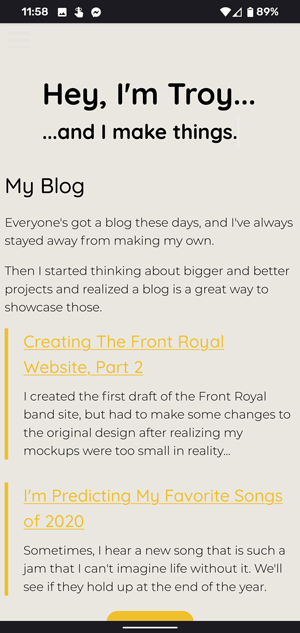 11:58
89%
Hey, I'm Troy...
...and I make things.
My Blog
Everyone's got a blog these days, and I've always
stayed away from making my own.
Then I started thinking about bigger and better
projects and realized a blog is a great way to
showcase those.
Creating The Front Royal
Website, Part 2
I created the first draft of the Front Royal
band site, but had to make some changes to
the original design after realizing my
mockups were too small in reality...
I'm Predicting My Favorite Songs
of 2020
Sometimes, I hear a new song that is such a
jam that I can't imagine life without it. We'll
see if they hold up at the end of the year.